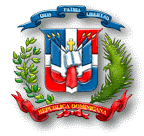 DIOS PATRIA LIBERTAD
REPUBLICA DOMINICANA